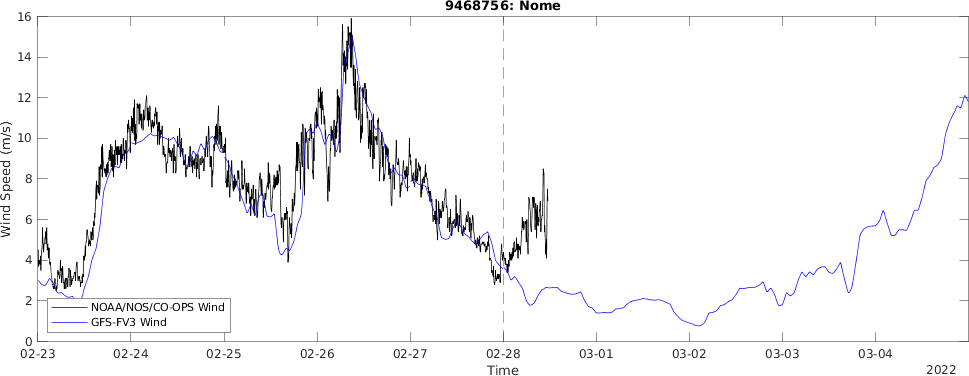 9468756: Nome
16
14
12
10
8
6
4
2
0
Wind Speed (m/s)
NOAA/NOS/CO-OPS Wind
GFS-FV3 Wind
02-23 02-24 02-25 02-26 02-27 02-28 03-01 03-02 03-03 03-04
Time
2022